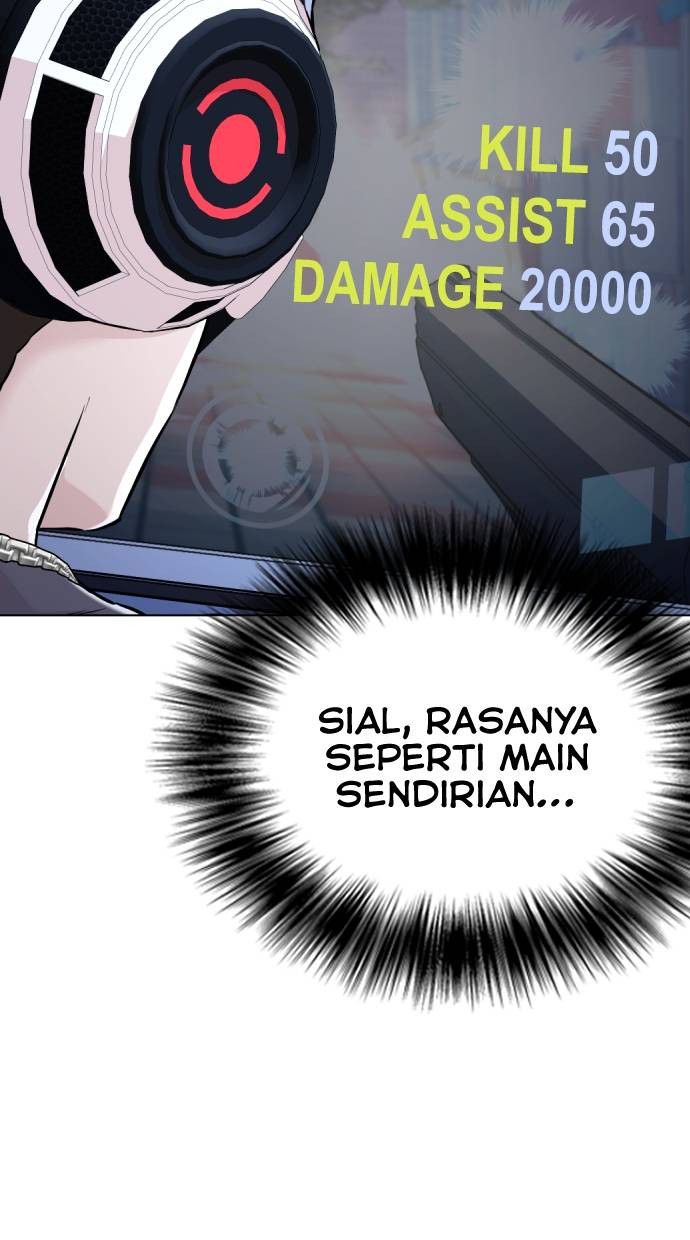 KILL 50
ASSIST 65
DAMAGE 20000
SIAL, RASANYA
SEPERTI MAIN
SENDIRIAN...